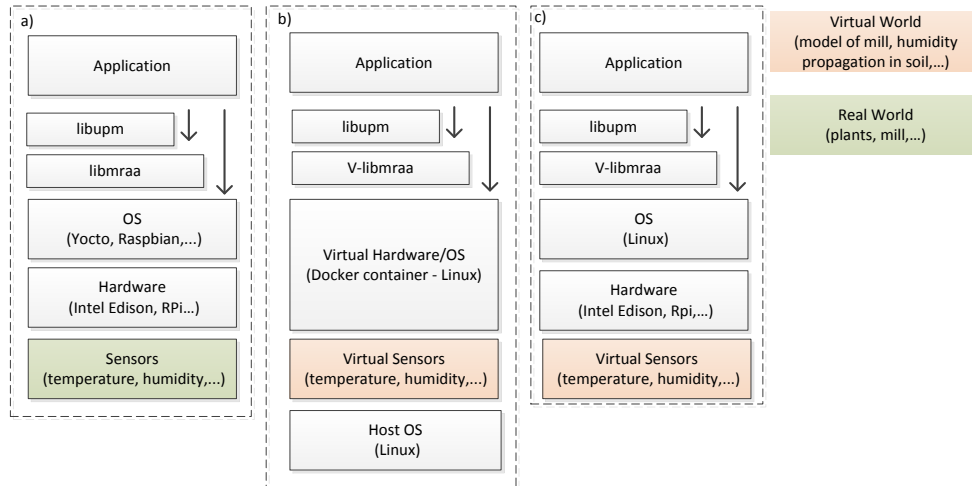 a)
Application
libupm
libmraa
OS
(Yocto, Raspbian,...)
Hardware
(Intel Edison, RPi...)
Sensors
(temperature, humidity,...)
b)
Application
libupm
V-libmraa
Virtual Hardware/OS
(Docker container - Linux)
Virtual Sensors
(temperature, humidity,...)
Host OS
(Linux)
c)
Application
libupm
V-libmraa
OS
(Linux)
Hardware
(Intel Edison, Rpi,...)
Virtual Sensors
(temperature, humidity,...)
Virtual World
(model of mill, humidity
propagation in soil,...)
Real World
(plants, mill,...)